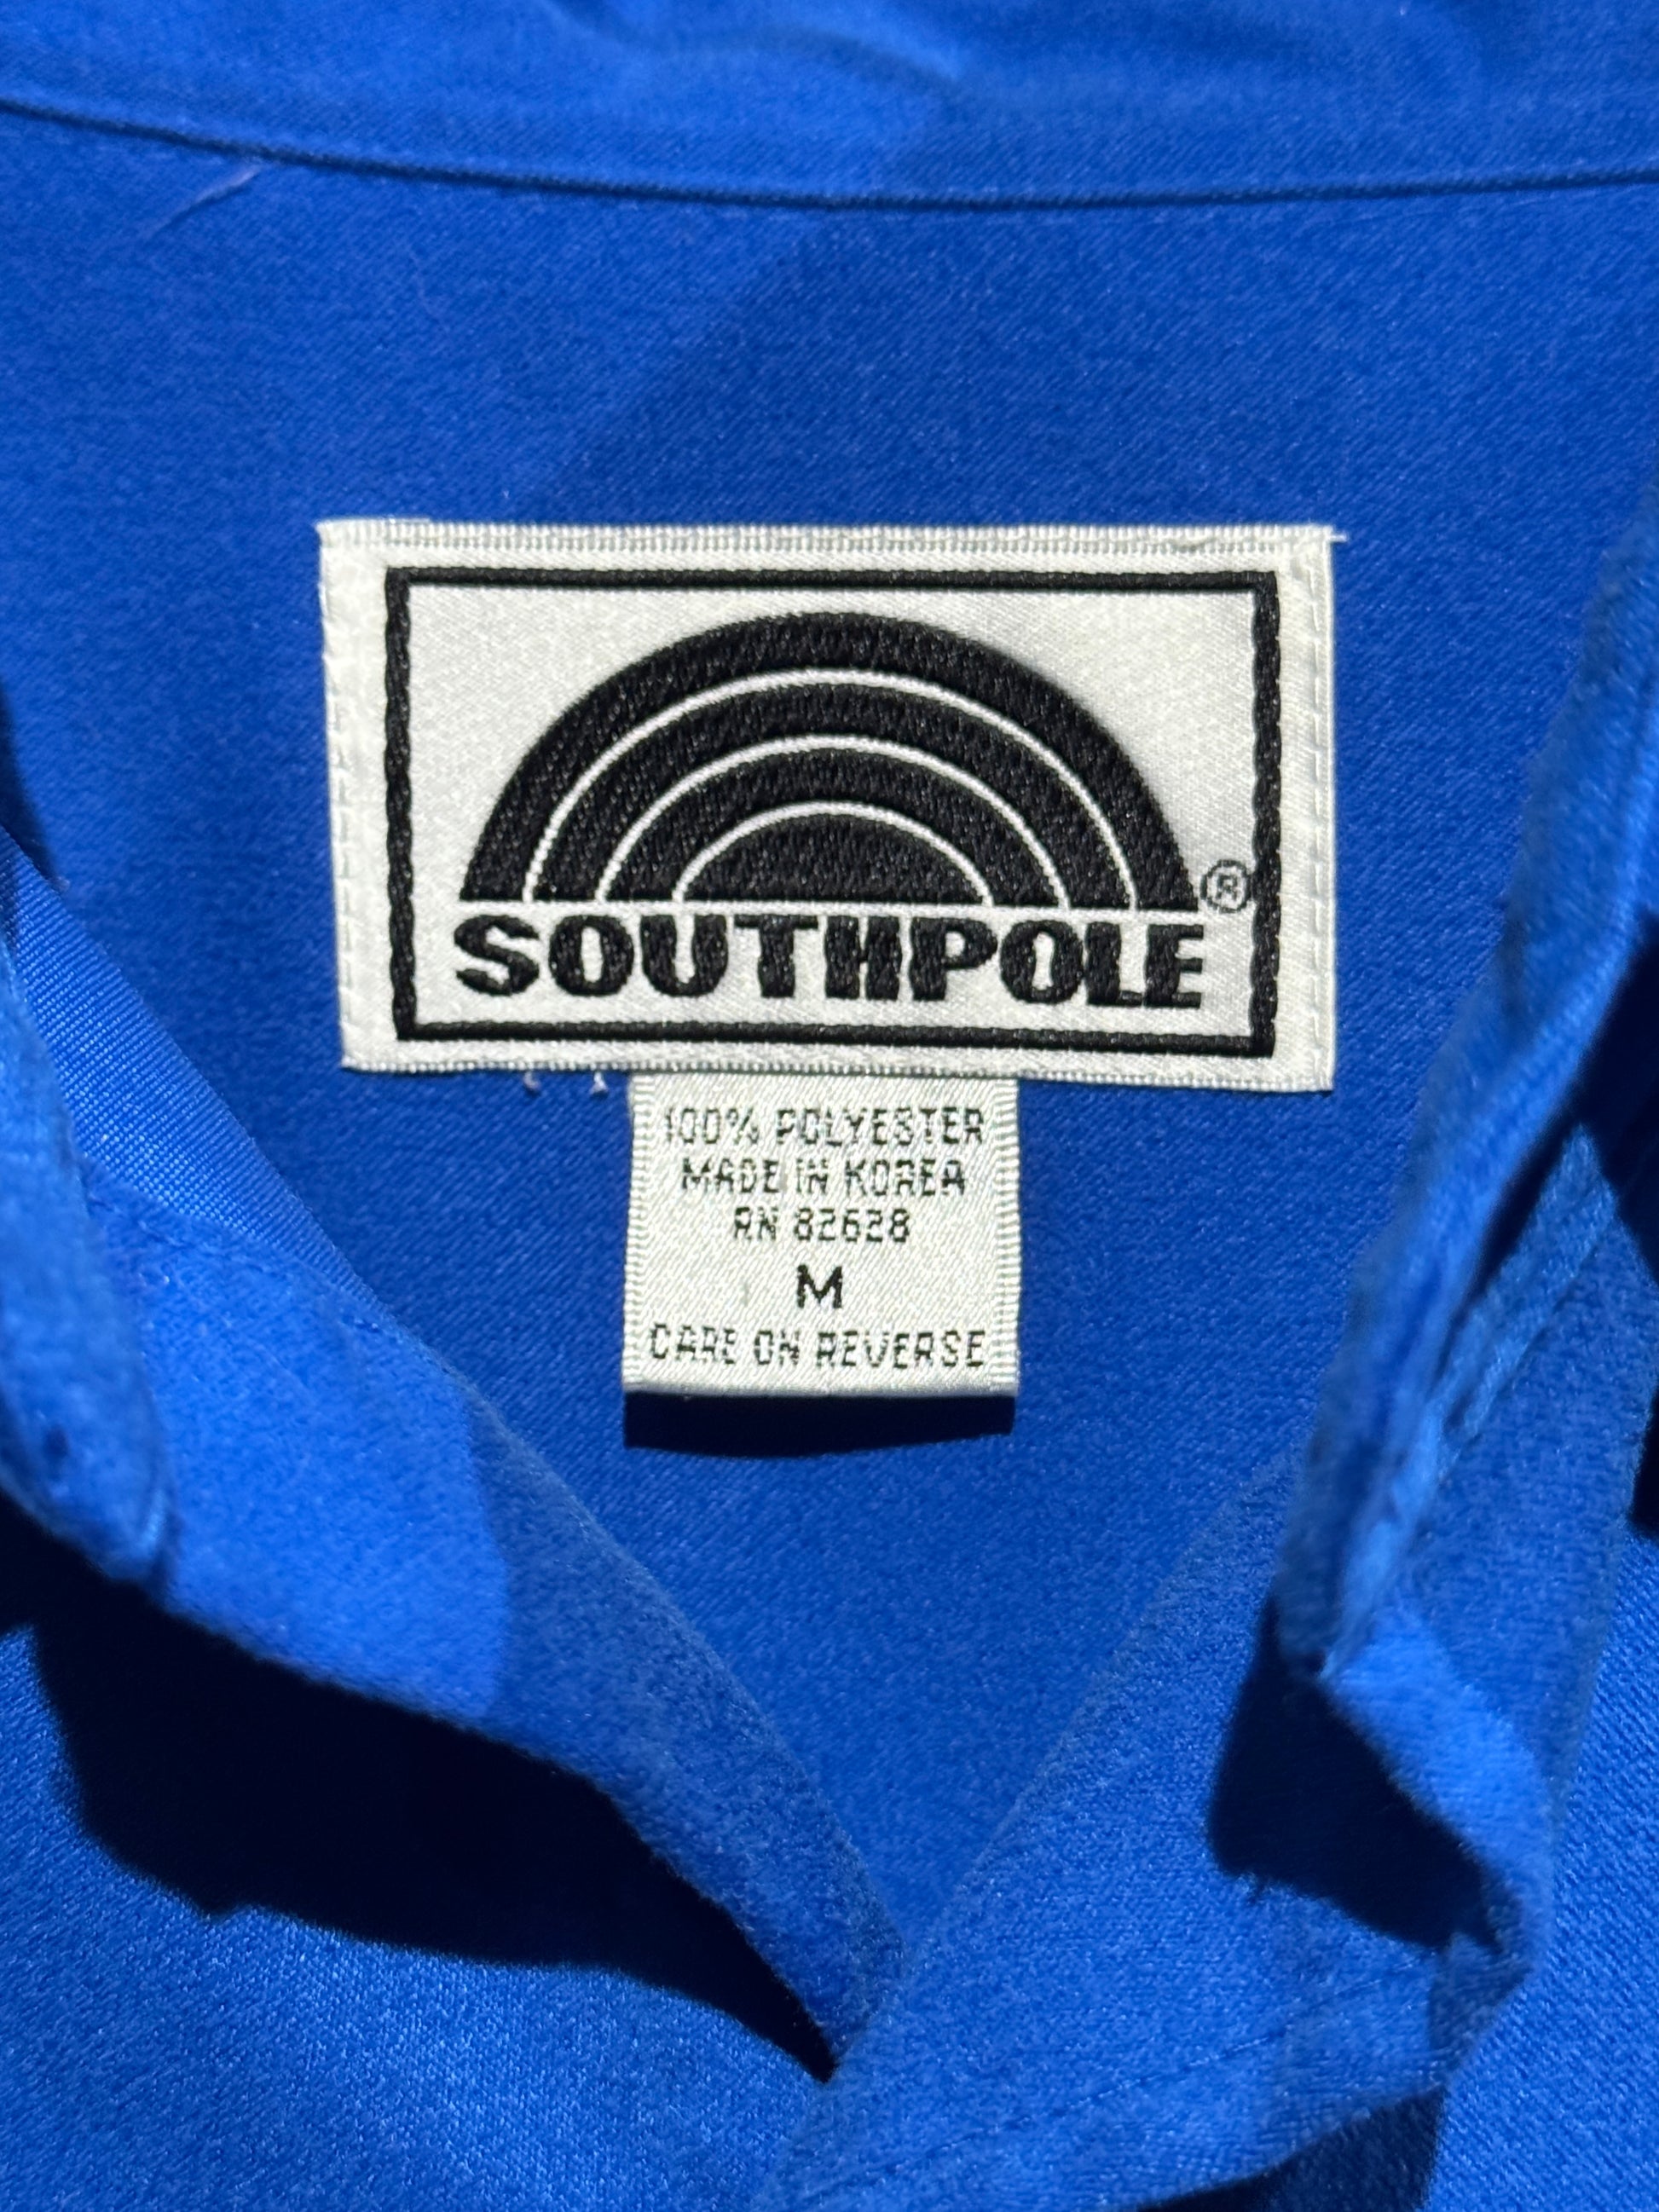 SOUTHPOLE®
100% POLYESTER
MADE IN KOREA
RN 82628
M
CARE ON REVERSE